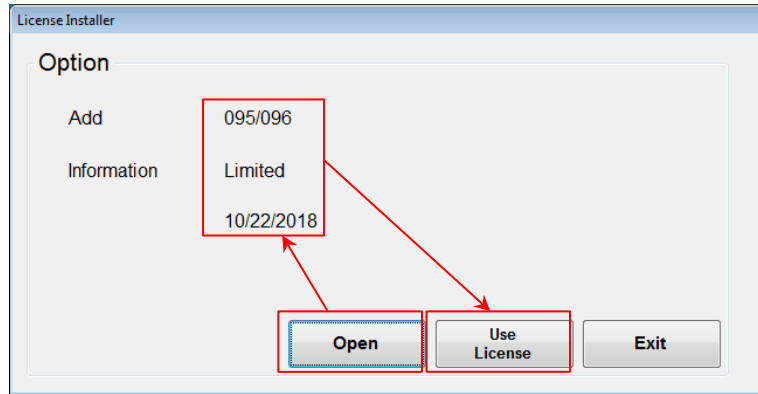 License Installer
Option
Add 095/096
Information Limited
10/22/2018
Open Use License Exit